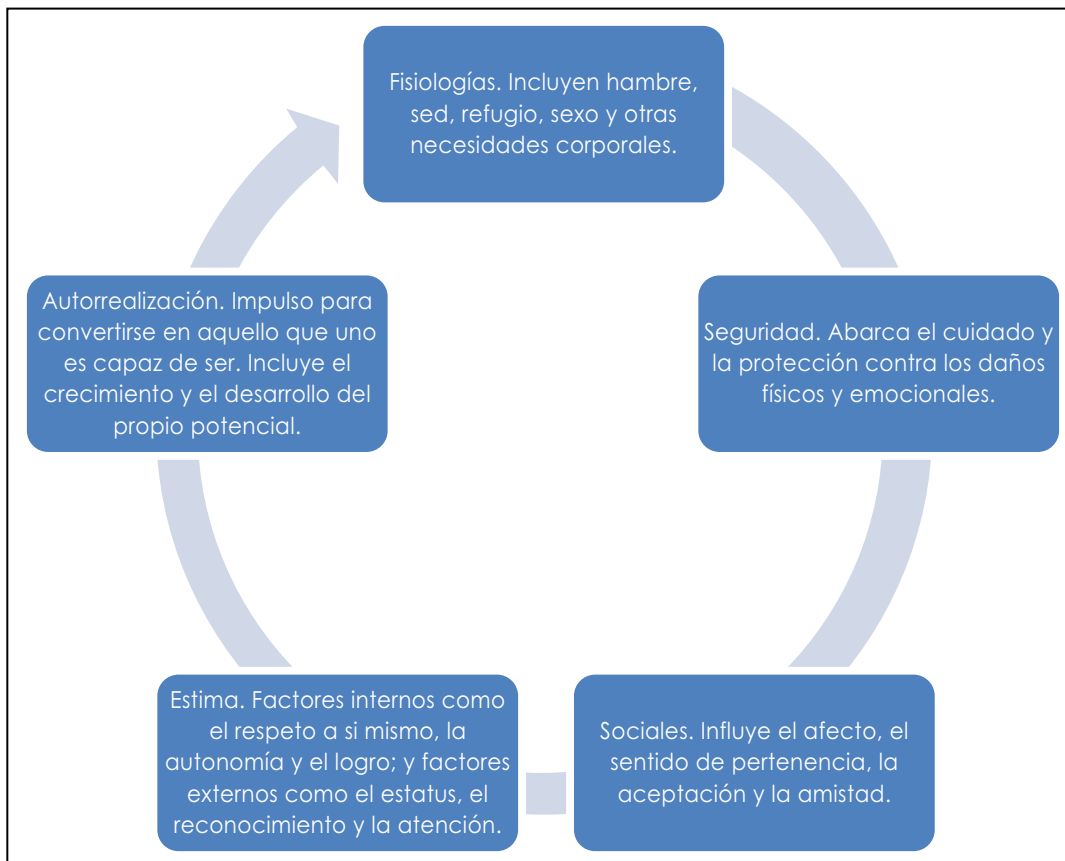 Fisiologías. Incluyen hambre,
sed, refugio, sexo y otras
necesidades corporales.
Seguridad. Abarca el cuidado y
la protección contra los daños
físicos y emocionales.
Sociales. Influye el afecto, el
sentido de pertenencia, la
aceptación y la amistad.
Estima. Factores internos como
el respeto a si mismo, la
autonomía y el logro; y factores
externos como el estatus, el
reconocimiento y la atención.
Autorrealización. Impulso para
convertirse en aquello que uno
es capaz de ser. Incluye el
crecimiento y el desarrollo del
propio potencial.